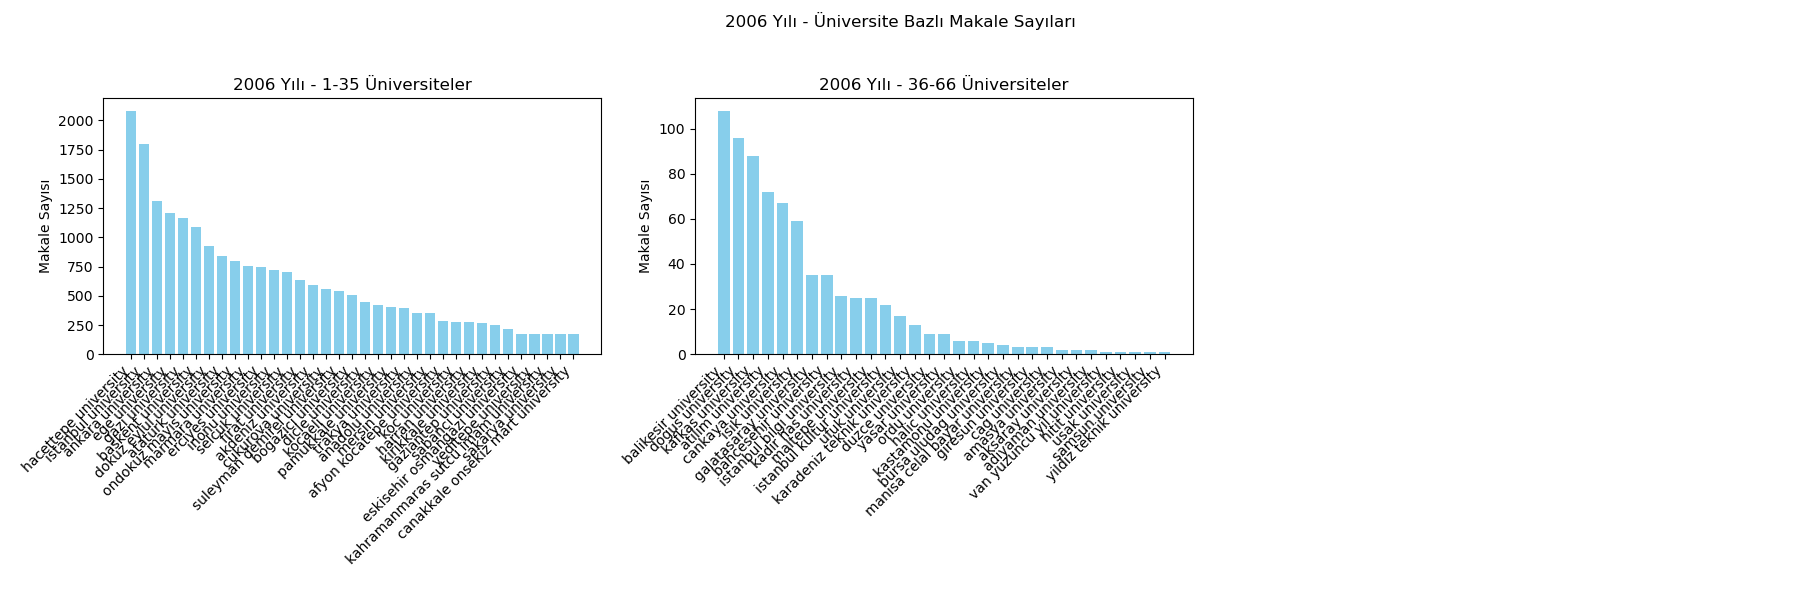 2006 Yılı - Üniversite Bazlı Makale Sayıları
2006 Yılı - 1-35 Üniversiteler
Makale Sayısı
2000
1750
1500
1250
1000
750
500
250
0
hacettepe university
istanbul university
ankara university
ege university
gazi university
baskent university
dokuz eylul university
ataturk university
ondokuz mayis university
marmara university
erciyes university
inonu university
selcuk university
firat university
akdeniz university
cukurova university
suleyman demirel university
bogazici university
dicle university
kocaeli university
pamukkale university
trakya university
anadolu university
mersin university
afyon kocatepe university
harran university
koc university
kirikkale university
gaziantep university
sabanci university
eskisehir osmangazi university
yeditepe university
kahramanmaras sutcu imam university
sakarya university
canakkale onsekiz mart university
2006 Yılı - 36-66 Üniversiteler
Makale Sayısı
100
80
60
40
20
0
balikesir university
dogus university
kafkas university
atilim university
cankaya university
isik university
galatasaray university
bahcesehir university
istanbul bilgi university
kadir has university
maltepe university
istanbul kultur university
ufuk university
karadeniz teknik university
duzce university
yasar university
ordu university
halic university
kastamonu university
bursa uludag university
manisa celal bayar university
giresun university
cag university
amasya university
aksaray university
adiyaman university
van yuzuncu yil university
hitit university
usak university
samsun university
yildiz teknik university